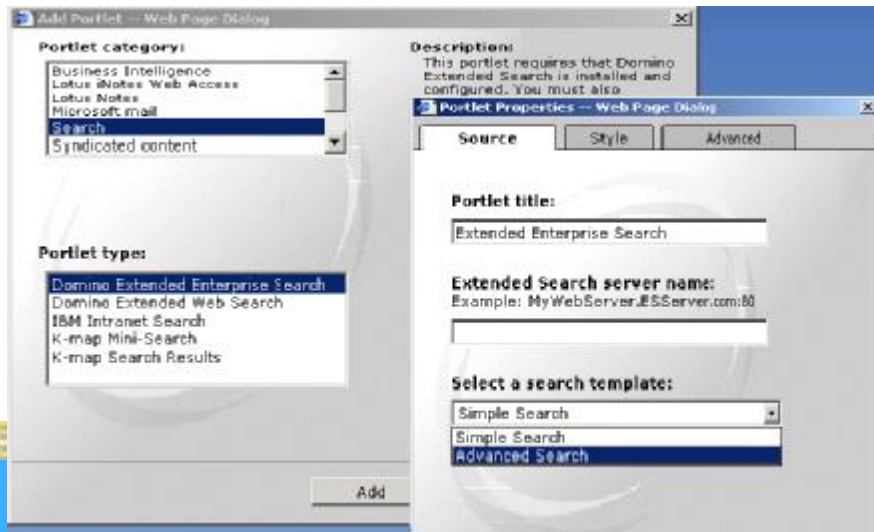 Add Portlet -- Web Page Dialog
Portlet category:
Business Intelligence
Lotus iNotes Web Access
Lotus Notes
Microsoft mail
Search
Syndicated content
Description:
This portlet requires that Domino
Extended Search is installed and
configured. You must also
Portlet type:
Domino Extended Enterprise Search
Domino Extended Web Search
IBM Intranet Search
K-map Mini-Search
K-map Search Results
Add
Portlet Properties -- Web Page Dialog
Source
Style
Advanced
Portlet title:
Extended Enterprise Search
Extended Search server name:
Example: MyWebServer.ESServer.com:80
Select a search template:
Simple Search
Simple Search
Advanced Search